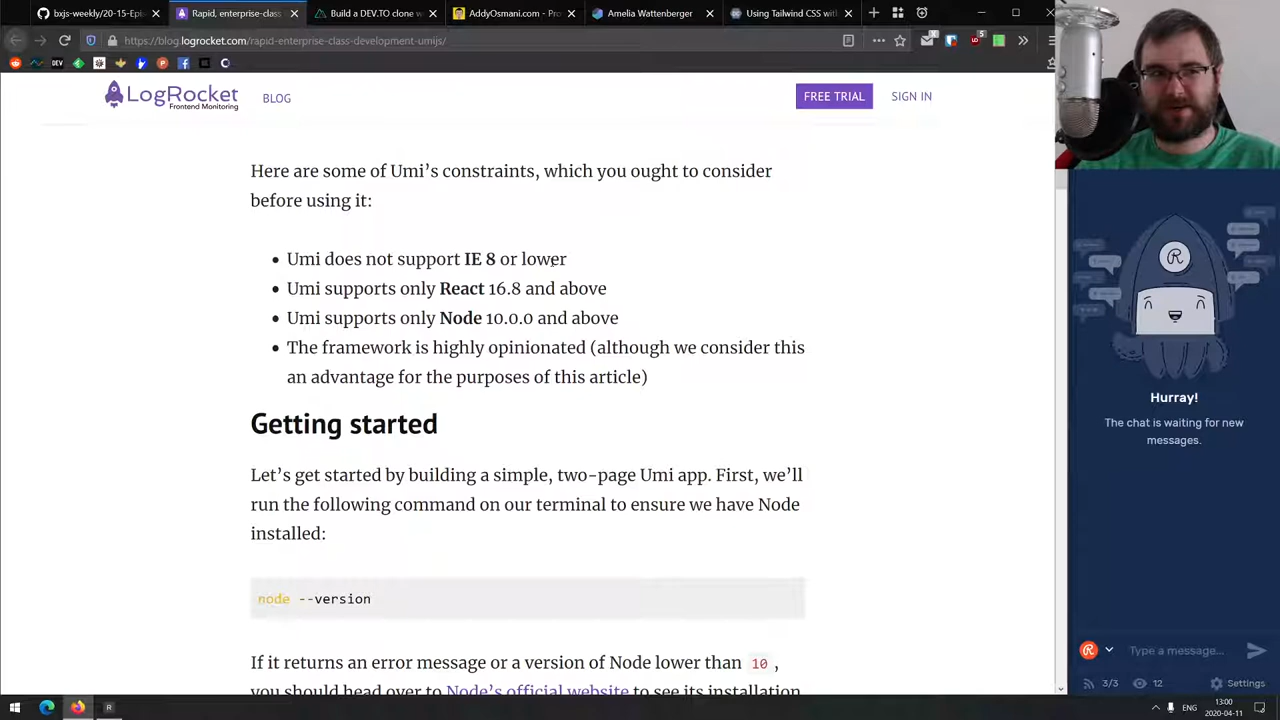 bxjs-weekly/20-15-Epis
Rapid, enterprise-class
Build a DEV.TO clone w
AddyOsmani.com - Pro
Amelia Wattenberger
Using Tailwind CSS with
https://blog.logrocket.com/rapid-enterprise-class-development-umijs/
DEV
LogRocket
Frontend Monitoring
BLOG
FREE TRIAL
SIGN IN
Here are some of Umi's constraints, which you ought to consider
before using it:
Umi does not support IE 8 or lower
Umi supports only React 16.8 and above
Umi supports only Node 10.0.0 and above
The framework is highly opinionated (although we consider this
an advantage for the purposes of this article)
Getting started
Let's get started by building a simple, two-page Umi app. First, we'll
run the following command on our terminal to ensure we have Node
installed:
node --version
If it returns an error message or a version of Node lower than 10 ,
you should head over to Node's official website to see its installation
R
Hurray!
The chat is waiting for new
messages.
R
Type a message...
3/3
12
Settings
ENG
13:00
2020-04-11